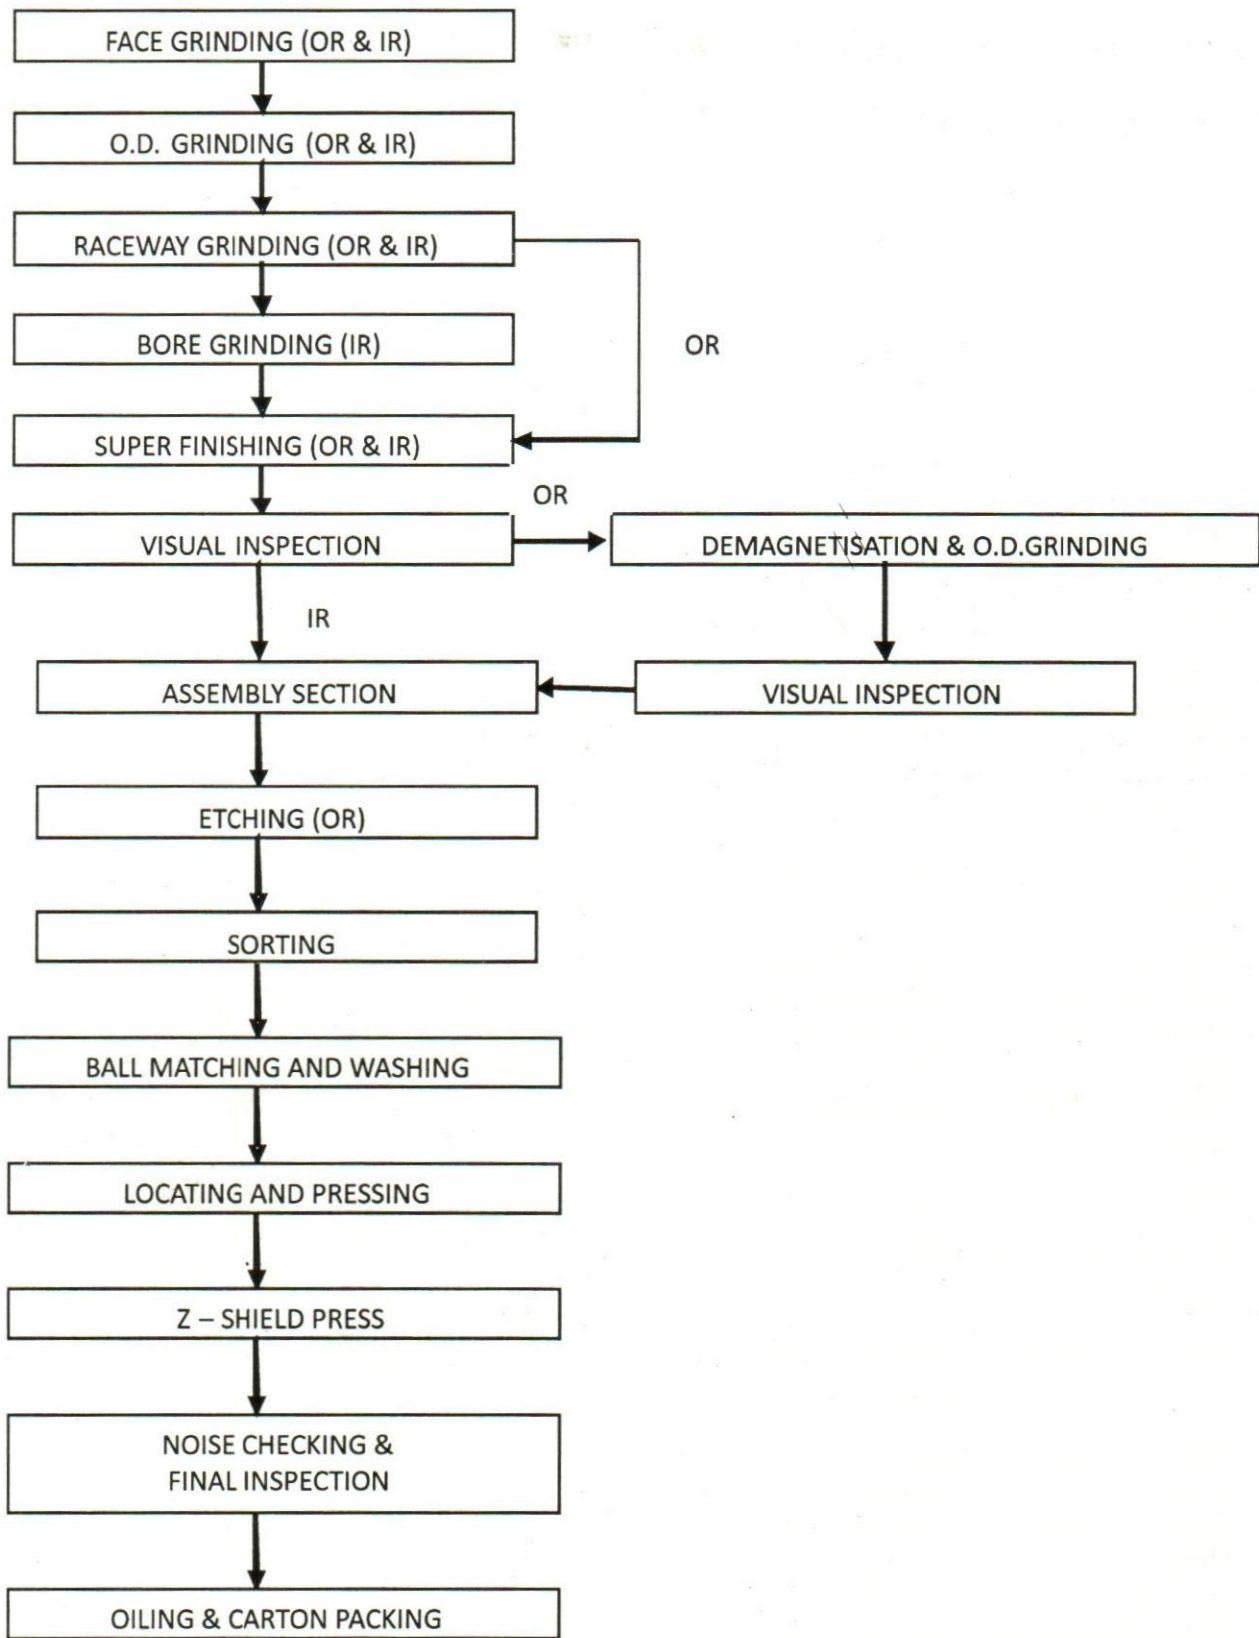 FACE GRINDING (OR & IR)
O.D. GRINDING (OR & IR)
RACEWAY GRINDING (OR & IR)
BORE GRINDING (IR)
OR
SUPER FINISHING (OR & IR)
OR
VISUAL INSPECTION
DEMAGNETISATION & O.D.GRINDING
IR
ASSEMBLY SECTION
VISUAL INSPECTION
ETCHING (OR)
SORTING
BALL MATCHING AND WASHING
LOCATING AND PRESSING
Z – SHIELD PRESS
NOISE CHECKING &
FINAL INSPECTION
OILING & CARTON PACKING